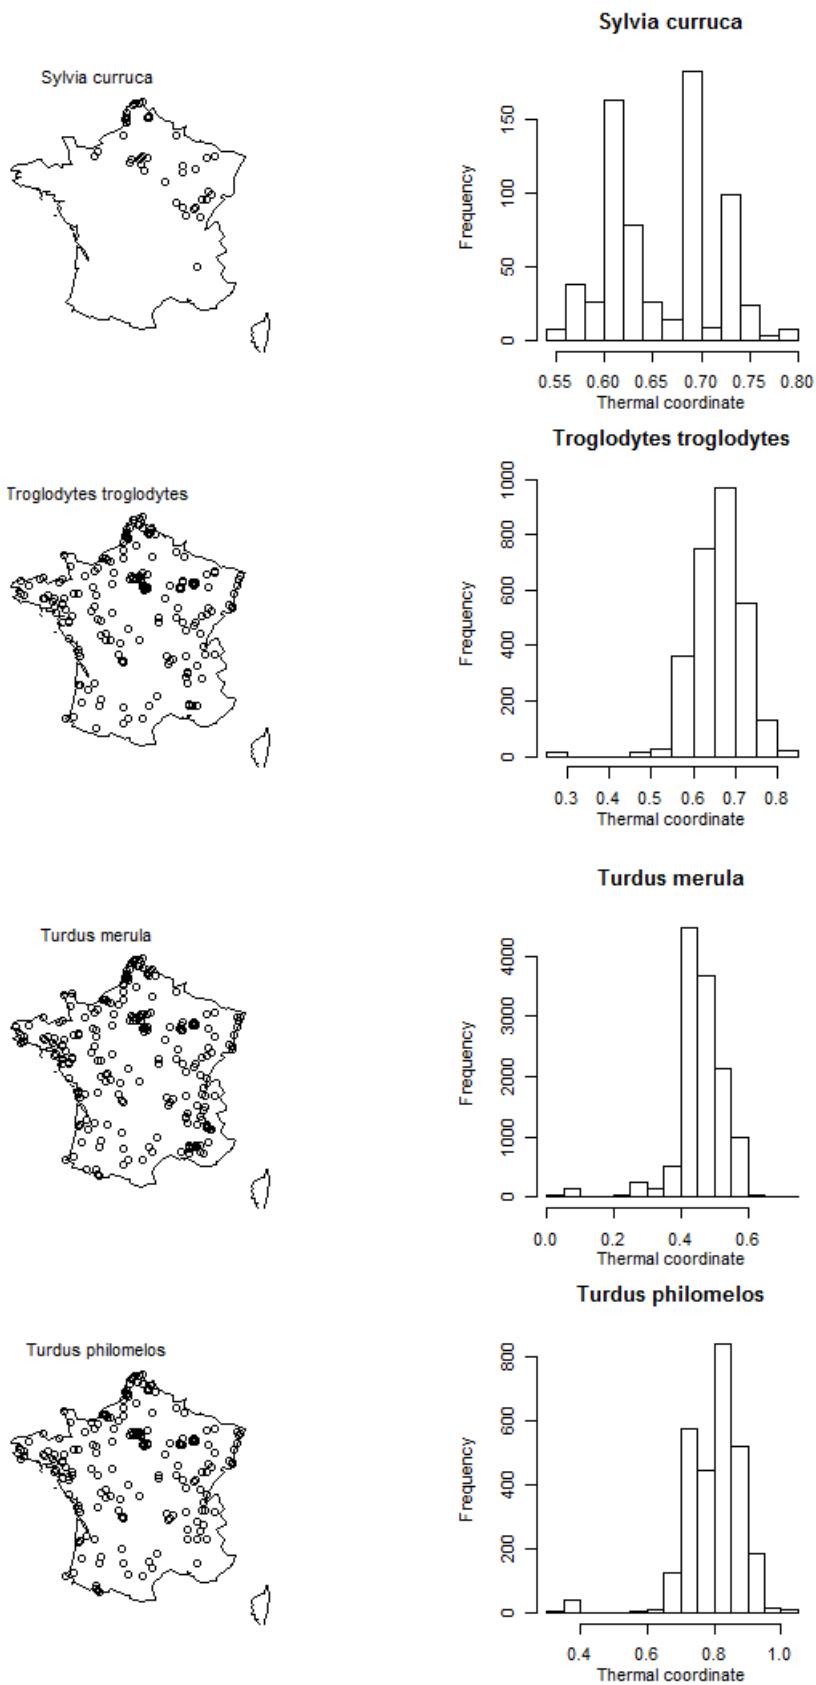 Sylvia curruca
Sylvia curruca
Frequency
0 50 100 150
0.55 0.60 0.65 0.70 0.75 0.80
Thermal coordinate
Troglodytes troglodytes
Troglodytes troglodytes
Frequency
0 200 400 600 800 1000
0.3 0.4 0.5 0.6 0.7 0.8
Thermal coordinate
Turdus merula
Turdus merula
Frequency
0 1000 2000 3000 4000
0.0 0.2 0.4 0.6
Thermal coordinate
Turdus philomelos
Turdus philomelos
Frequency
0 200 400 600 800
0.4 0.6 0.8 1.0
Thermal coordinate